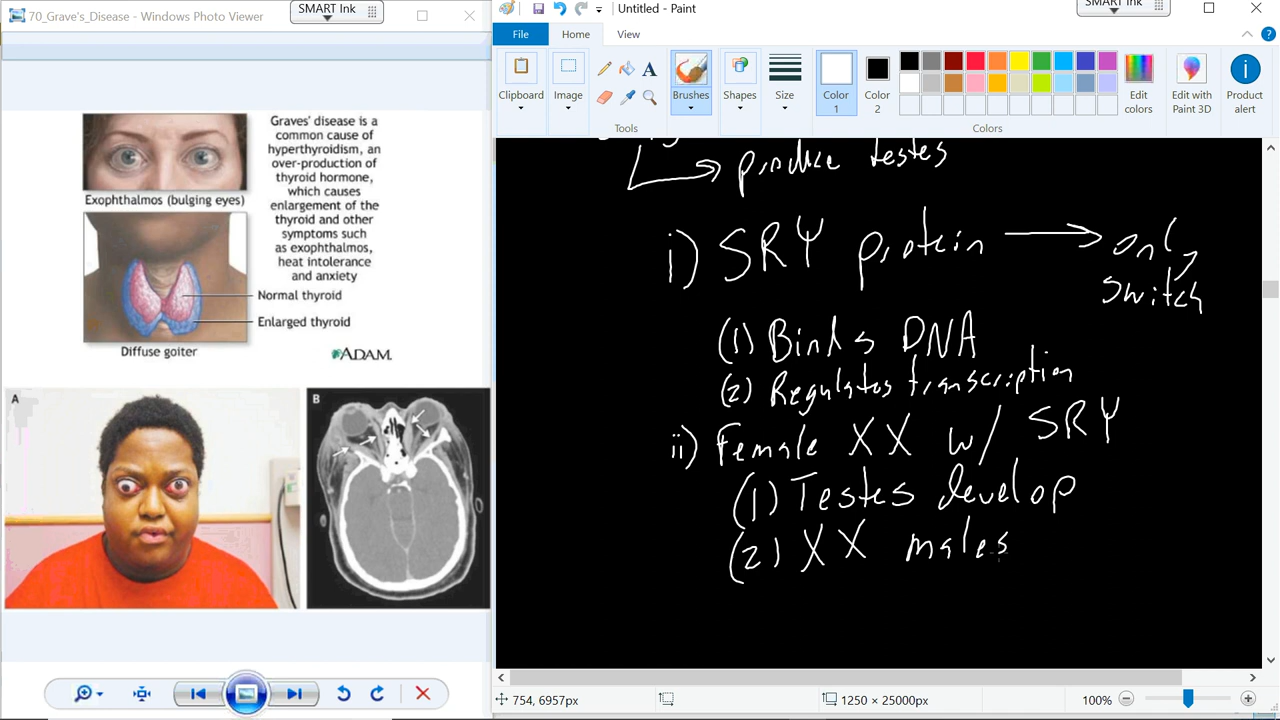 70_Grave's_Disease - Windows Photo Viewer
SMART Ink
Graves' disease is a
common cause of
hyperthyroidism, an
over-production of
thyroid hormone,
which causes
enlargement of the
thyroid and other
symptoms such
as exophthalmos,
heat intolerance
and anxiety
Exophthalmos (bulging eyes)
Normal thyroid
Enlarged thyroid
Diffuse goiter
ADAM.
A
B
Untitled - Paint
SMART Ink
File
Home
View
Clipboard
Image
Tools
Brushes
Shapes
Size
Color 1
Color 2
Edit colors
Colors
Edit with Paint 3D
Product alert
produce testes
i) SRY protein → only
switch
(1) Binds DNA
(2) Regulates transcription
ii) Female XX w/ SRY
(1) Testes develop
(2) XX males
754, 6957px
1250 × 25000px
100%